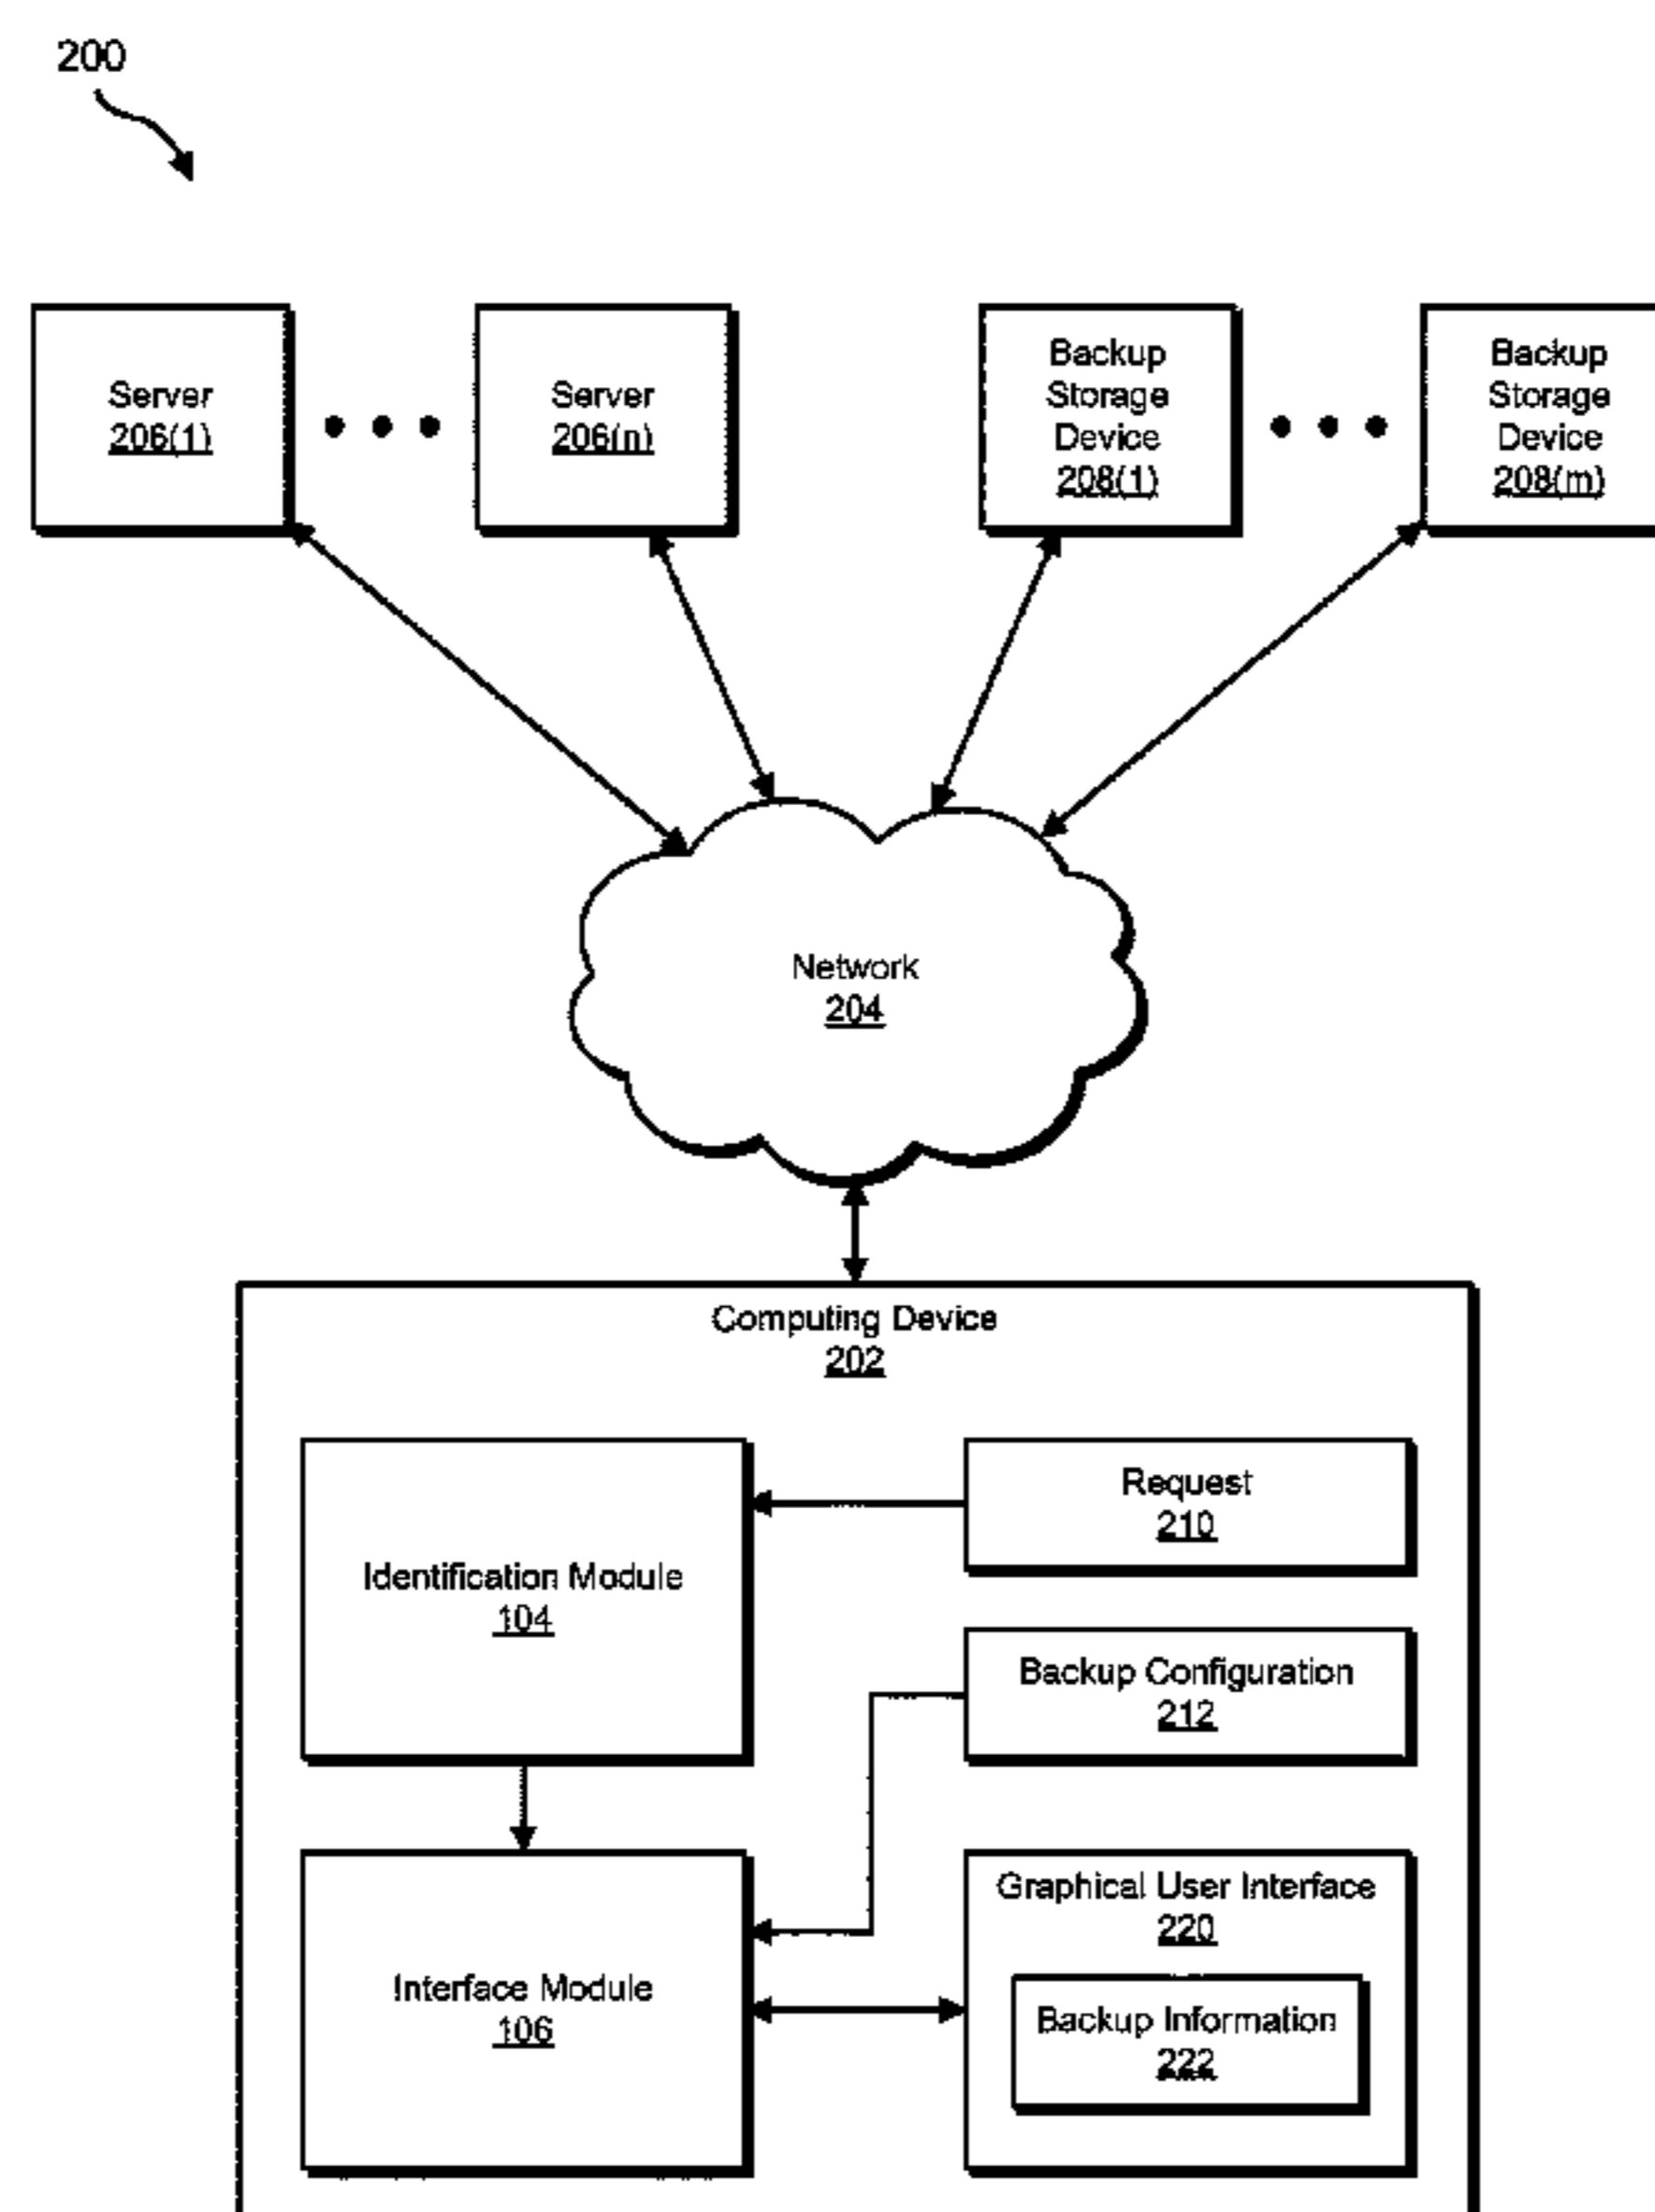 200
Server
206(1)
Server
206(n)
Backup
Storage
Device
208(1)
Backup
Storage
Device
208(m)
Network
204
Computing Device
202
Identification Module
104
Request
210
Backup Configuration
212
Interface Module
106
Graphical User Interface
220
Backup Information
222